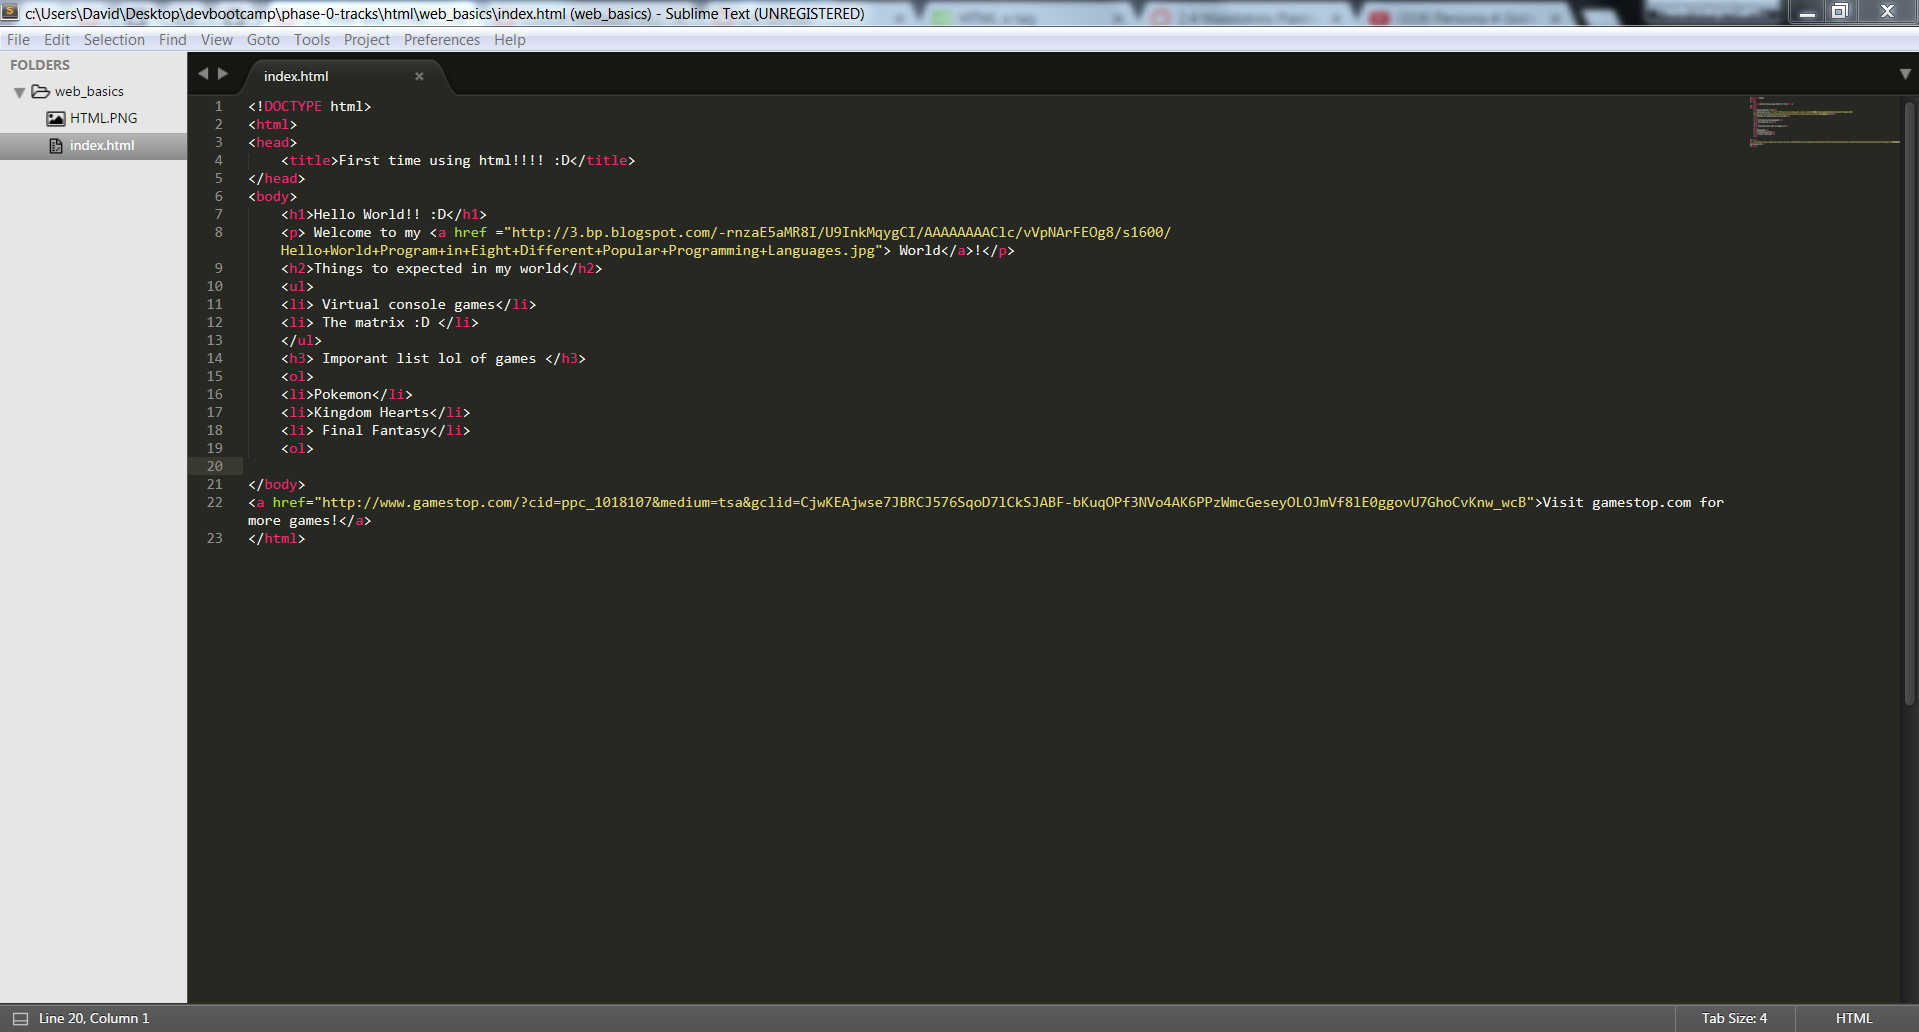 c:\Users\David\Desktop\devbootcamp\phase-0-tracks\html\web_basics\index.html (web_basics) - Sublime Text (UNREGISTERED)
File Edit Selection Find View Goto Tools Project Preferences Help
FOLDERS
web_basics
HTML.PNG
index.html
index.html
1 <!DOCTYPE html>
2 <html>
3 <head>
4 <title>First time using html!!!! :D</title>
5 </head>
6 <body>
7 <h1>Hello World!! :D</h1>
8 <p> Welcome to my <a href ="http://3.bp.blogspot.com/-rnzaE5aMR8I/U9InkMqygCI/AAAAAAAAClc/vVpNArFEOg8/s1600/
Hello+World+Program+in+Eight+Different+Popular+Programming+Languages.jpg"> World</a>!</p>
9 <h2>Things to expected in my world</h2>
10 <ul>
11 <li> Virtual console games</li>
12 <li> The matrix :D </li>
13 </ul>
14 <h3> Imporant list lol of games </h3>
15 <ol>
16 <li>Pokemon</li>
17 <li>Kingdom Hearts</li>
18 <li> Final Fantasy</li>
19 <ol>
20
21 </body>
22 <a href="http://www.gamestop.com/?cid=ppc_1018107&medium=tsa&gclid=CjwKEAjwse7JBRCJ576SqoD7lCkSJABF-bKuqOPf3NVo4AK6PPzWmcGeseyOLOJmVf8lE0ggovU7GhoCvKnw_wcB">Visit gamestop.com for
more games!</a>
23 </html>
Line 20, Column 1
Tab Size: 4
HTML